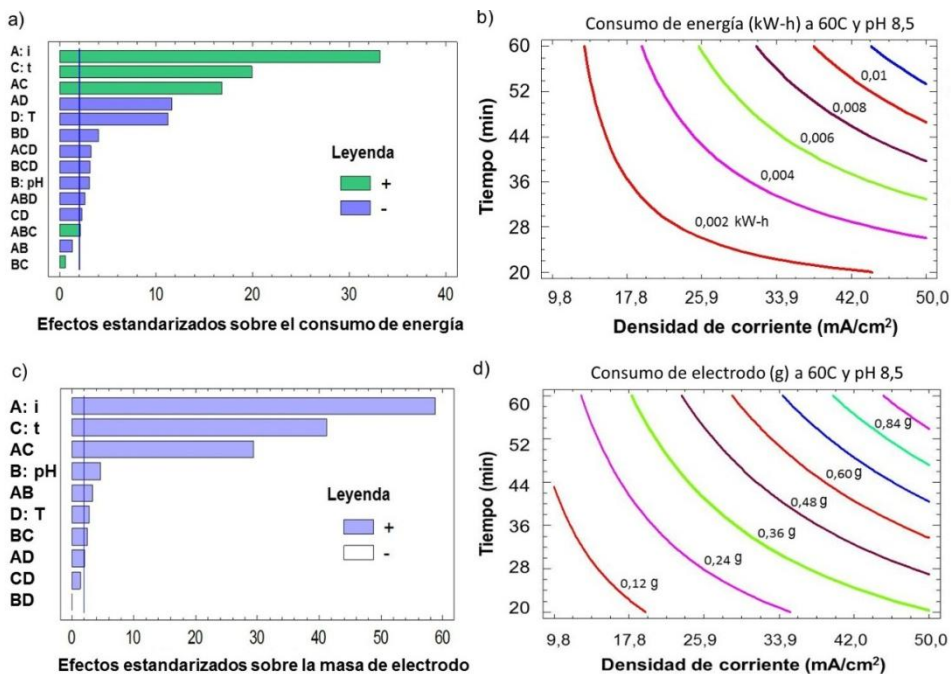 a)
A: i
C: t
AC
AD
D: T
BD
ACD
BCD
B: pH
ABD
CD
ABC
AB
BC
Leyenda
+
-
0 10 20 30 40
Efectos estandarizados sobre el consumo de energía
b)
Consumo de energía (kW-h) a 60C y pH 8,5
Tiempo (min)
60
52
44
36
28
20
0,01
0,008
0,006
0,004
0,002 kW-h
9,8 17,8 25,9 33,9 42,0 50,0
Densidad de corriente (mA/cm²)
c)
A: i
C: t
AC
B: pH
AB
D: T
BC
AD
CD
BD
Leyenda
+
-
0 10 20 30 40 50 60
Efectos estandarizados sobre la masa de electrodo
d)
Consumo de electrodo (g) a 60C y pH 8,5
Tiempo (min)
60
52
44
36
28
20
0,84 g
0,60 g
0,48 g
0,36 g
0,24 g
0,12 g
9,8 17,8 25,9 33,9 42,0 50,0
Densidad de corriente (mA/cm²)